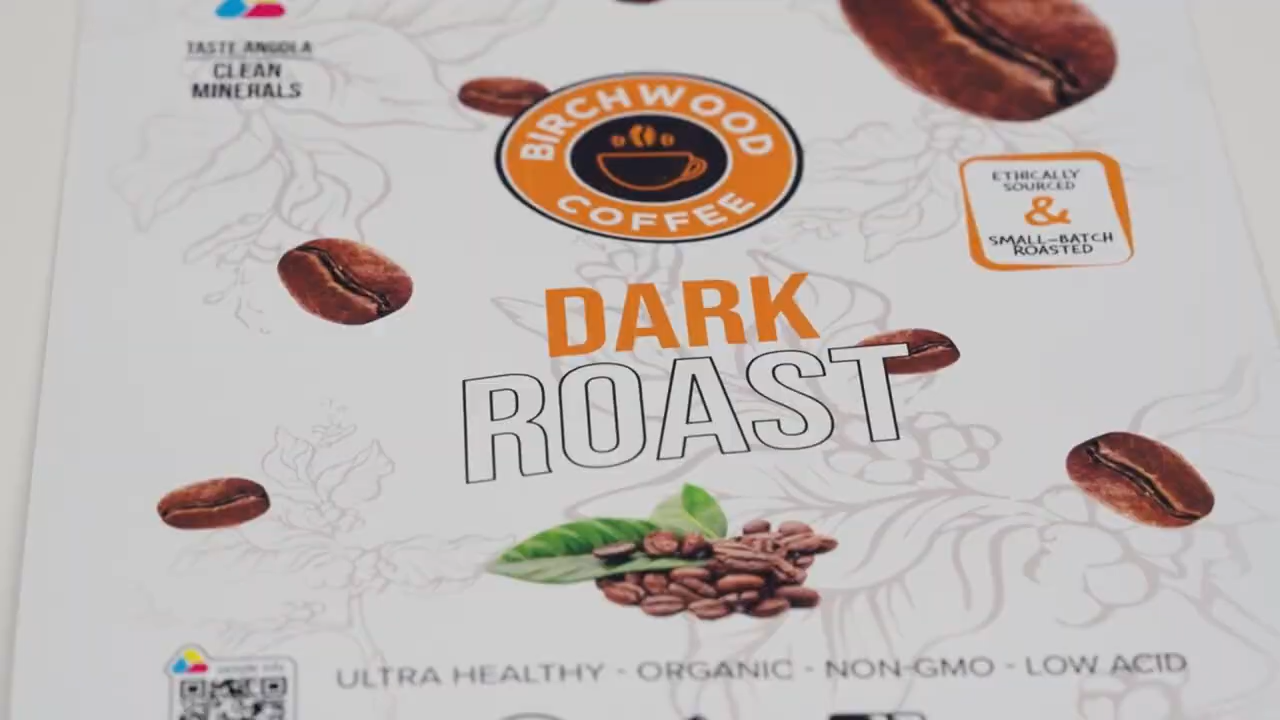 TASTE ANGOLA
CLEAN
MINERALS
BIRCHWOOD
COFFEE
ETHICALLY
SOURCED
&
SMALL-BATCH
ROASTED
DARK
ROAST
ULTRA HEALTHY - ORGANIC - NON-GMO - LOW ACID